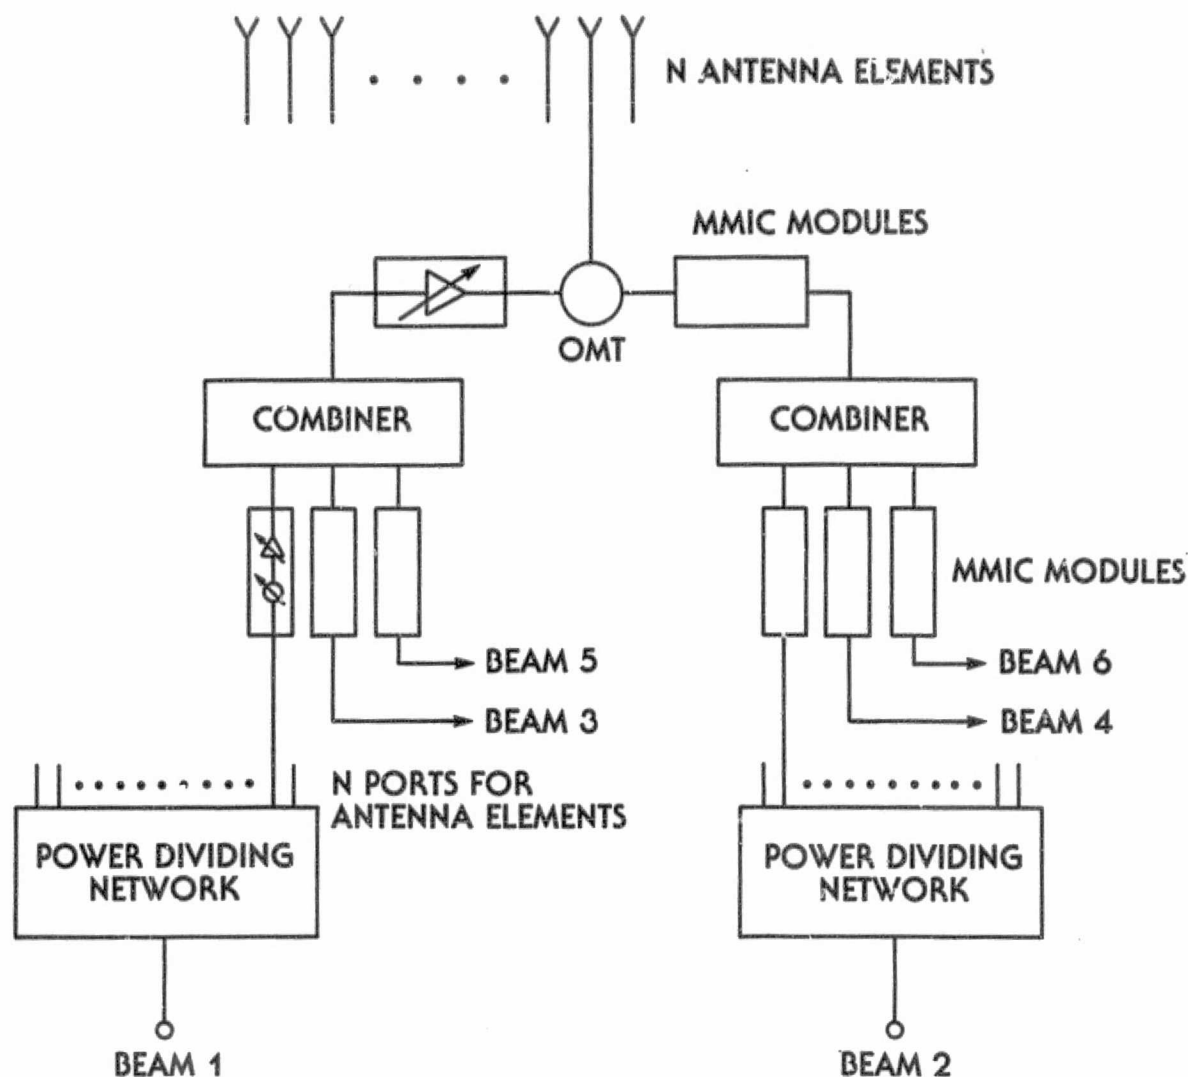 N ANTENNA ELEMENTS
MMIC MODULES
OMT
COMBINER
COMBINER
MMIC MODULES
BEAM 5
BEAM 6
BEAM 3
BEAM 4
N PORTS FOR
ANTENNA ELEMENTS
POWER DIVIDING
NETWORK
POWER DIVIDING
NETWORK
BEAM 1
BEAM 2